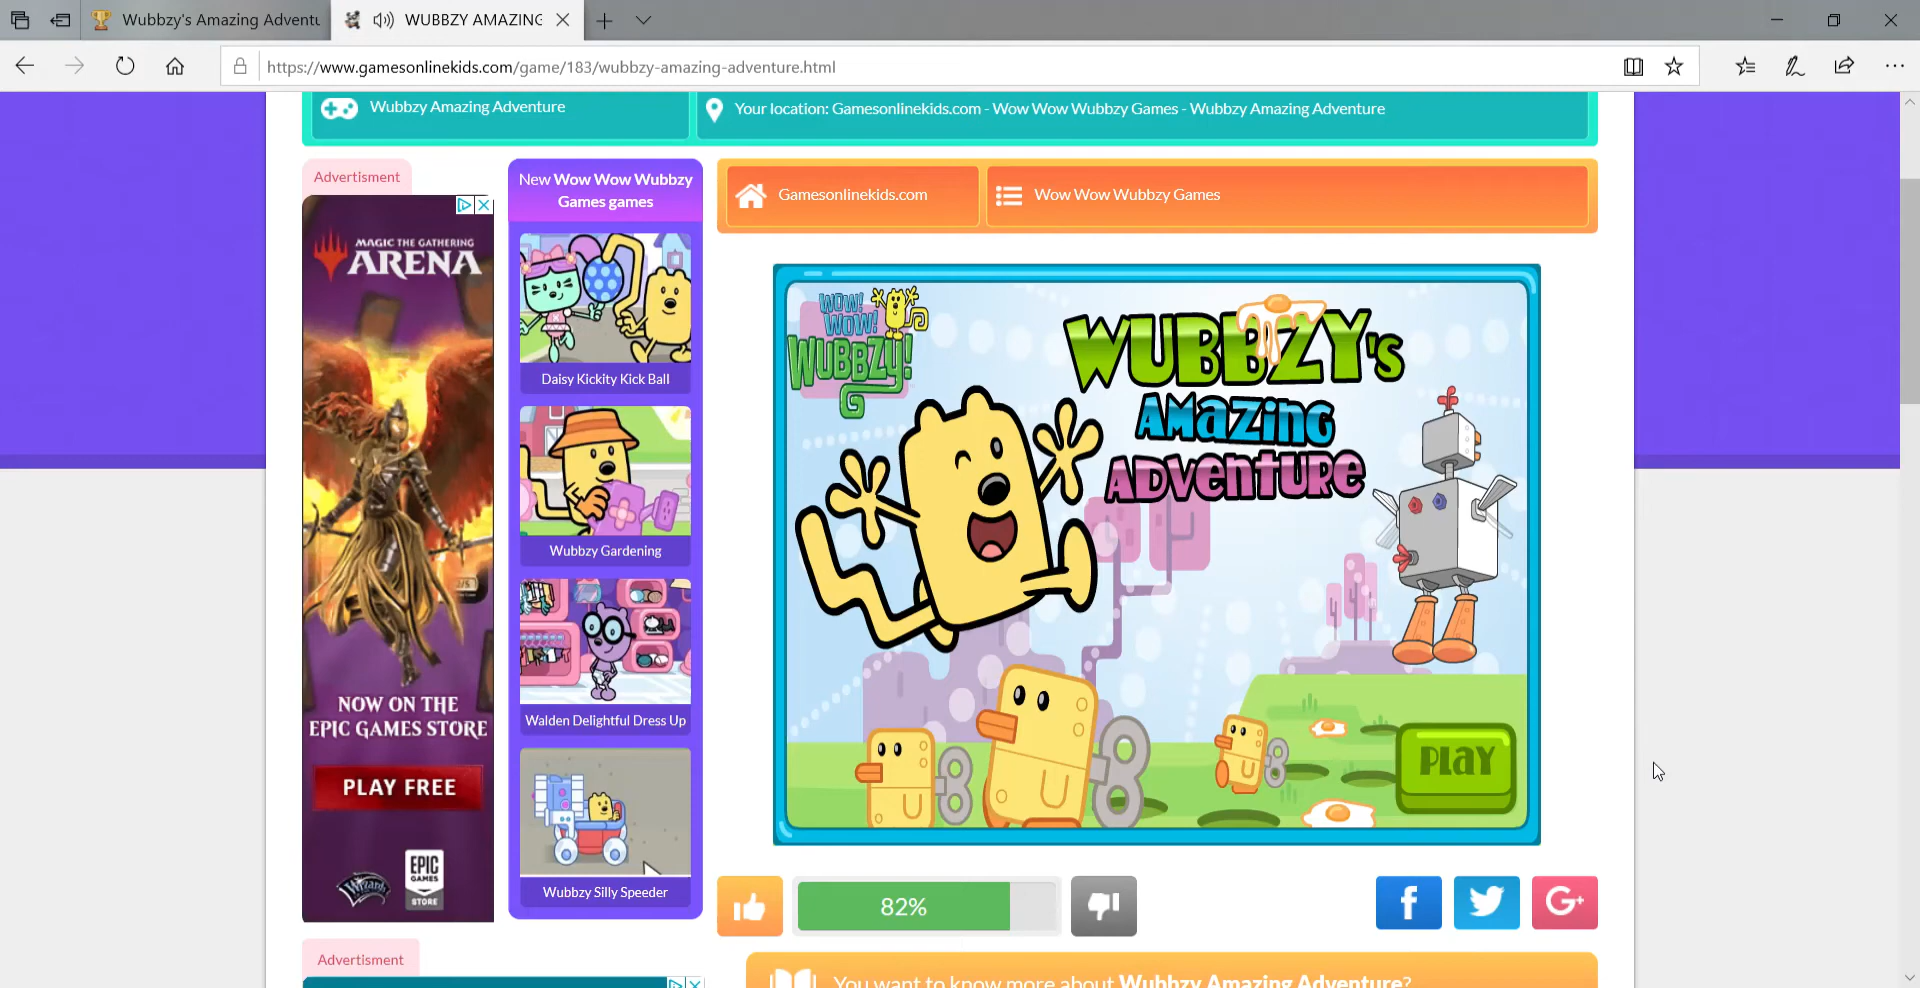 Wubbzy's Amazing Adventu
WUBBZY AMAZING
https://www.gamesonlinekids.com/game/183/wubbzy-amazing-adventure.html
Wubbzy Amazing Adventure
Your location: Gamesonlinekids.com - Wow Wow Wubbzy Games - Wubbzy Amazing Adventure
Advertisment
MAGIC THE GATHERING
ARENA
NOW ON THE
EPIC GAMES STORE
PLAY FREE
Wizards
EPIC
GAMES
STORE
New Wow Wow Wubbzy
Games games
Daisy Kickity Kick Ball
Wubbzy Gardening
Walden Delightful Dress Up
Wubbzy Silly Speeder
Gamesonlinekids.com
Wow Wow Wubbzy Games
WOW!
WOW!
WUBBZY!
WUBBZY's
AMAZING
ADVENTURE
PLAY
82%
f
G+
Advertisment
You want to know more about Wubbzy Amazing Adventure?